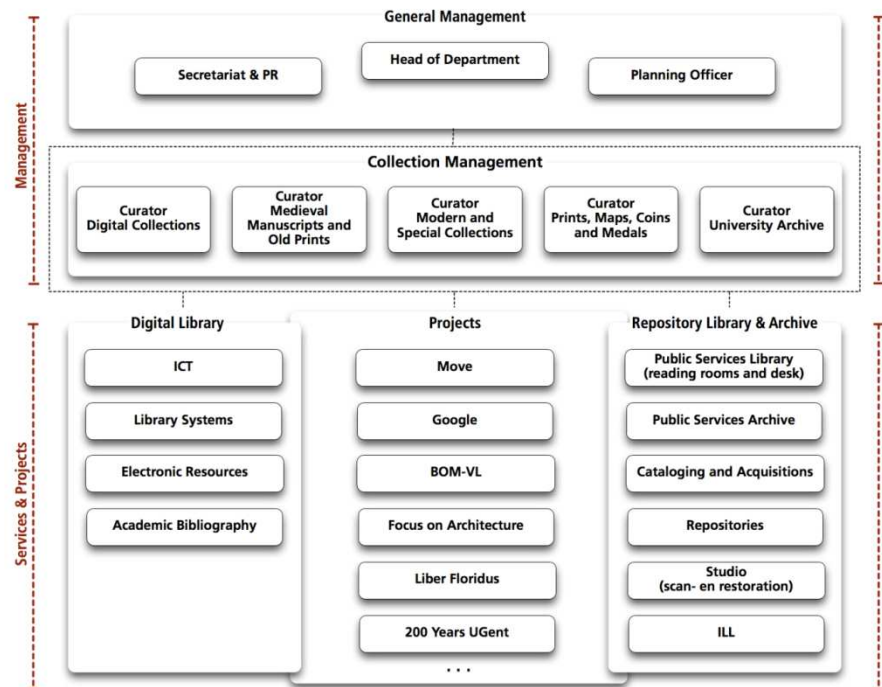 General Management
Head of Department
Secretariat & PR
Planning Officer
Management
Collection Management
Curator
Digital Collections
Curator
Medieval
Manuscripts and
Old Prints
Curator
Modern and
Special Collections
Curator
Prints, Maps, Coins
and Medals
Curator
University Archive
Services & Projects
Digital Library
ICT
Library Systems
Electronic Resources
Academic Bibliography
Projects
Move
Google
BOM-VL
Focus on Architecture
Liber Floridus
200 Years UGent
. . .
Repository Library & Archive
Public Services Library
(reading rooms and desk)
Public Services Archive
Cataloging and Acquisitions
Repositories
Studio
(scan- en restoration)
ILL